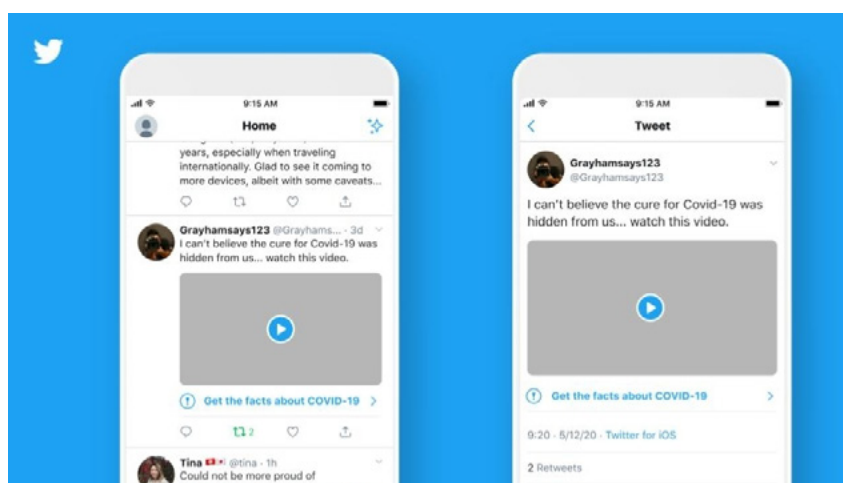 9:15 AM
Home
years, especially when traveling
internationally. Glad to see it coming to
more devices, albeit with some caveats...
Grayhamsays123 @Grayhams... · 3d
I can't believe the cure for Covid-19 was
hidden from us... watch this video.
Get the facts about COVID-19
2
Tina @tina · 1h
Could not be more proud of
9:15 AM
Tweet
Grayhamsays123
@Grayhamsays123
I can't believe the cure for Covid-19 was
hidden from us... watch this video.
Get the facts about COVID-19
9:20 · 5/12/20 · Twitter for iOS
2 Retweets